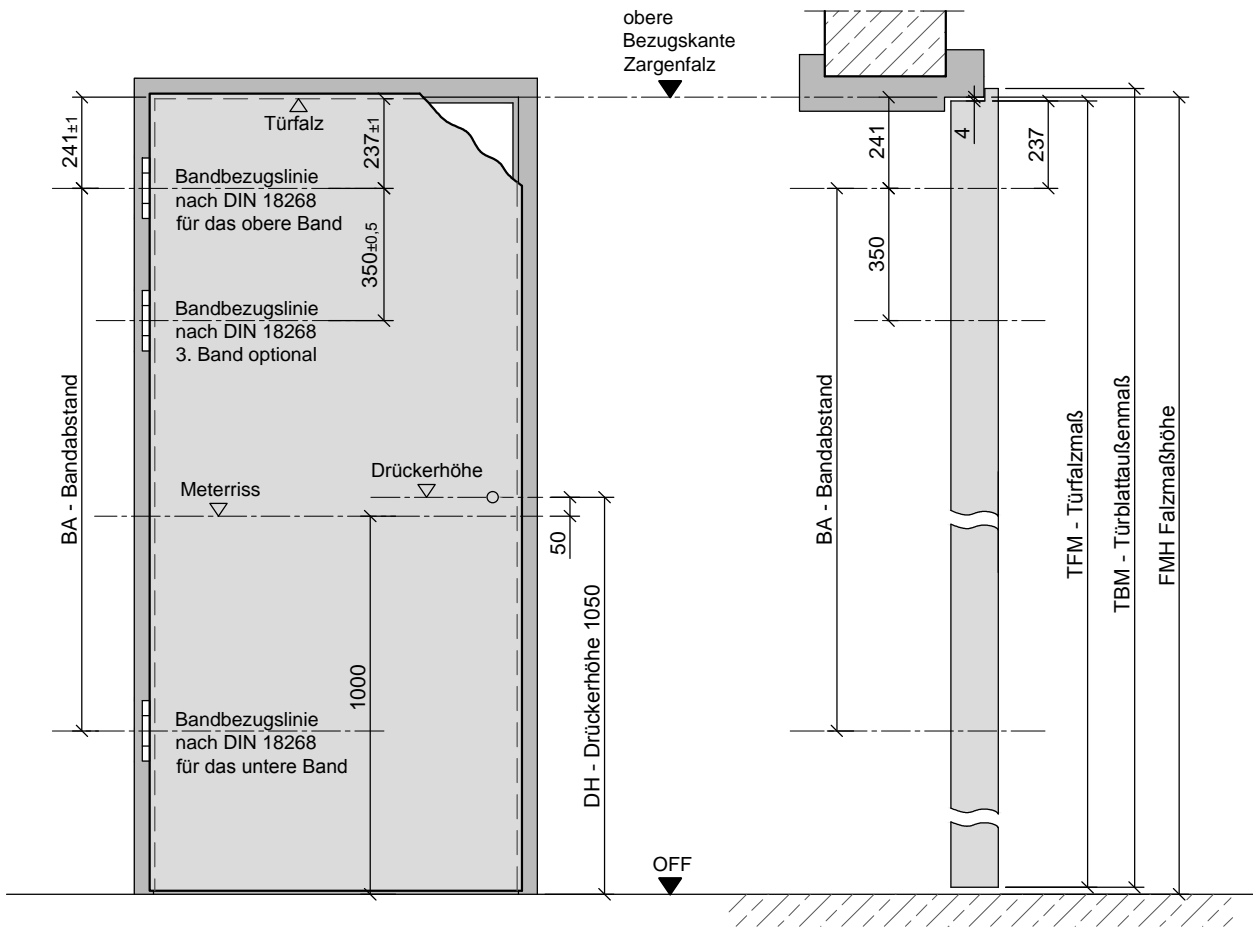 obere
Bezugskante
Zargenfalz
Türfalz
241±1
237±1
Bandbezugslinie
nach DIN 18268
für das obere Band
350±0,5
Bandbezugslinie
nach DIN 18268
3. Band optional
BA - Bandabstand
Meterriss
Drückerhöhe
50
1000
DH - Drückerhöhe 1050
Bandbezugslinie
nach DIN 18268
für das untere Band
OFF
241
4
237
350
BA - Bandabstand
TFM - Türfalzmaß
TBM - Türblattaußenmaß
FMH Falzmaßhöhe